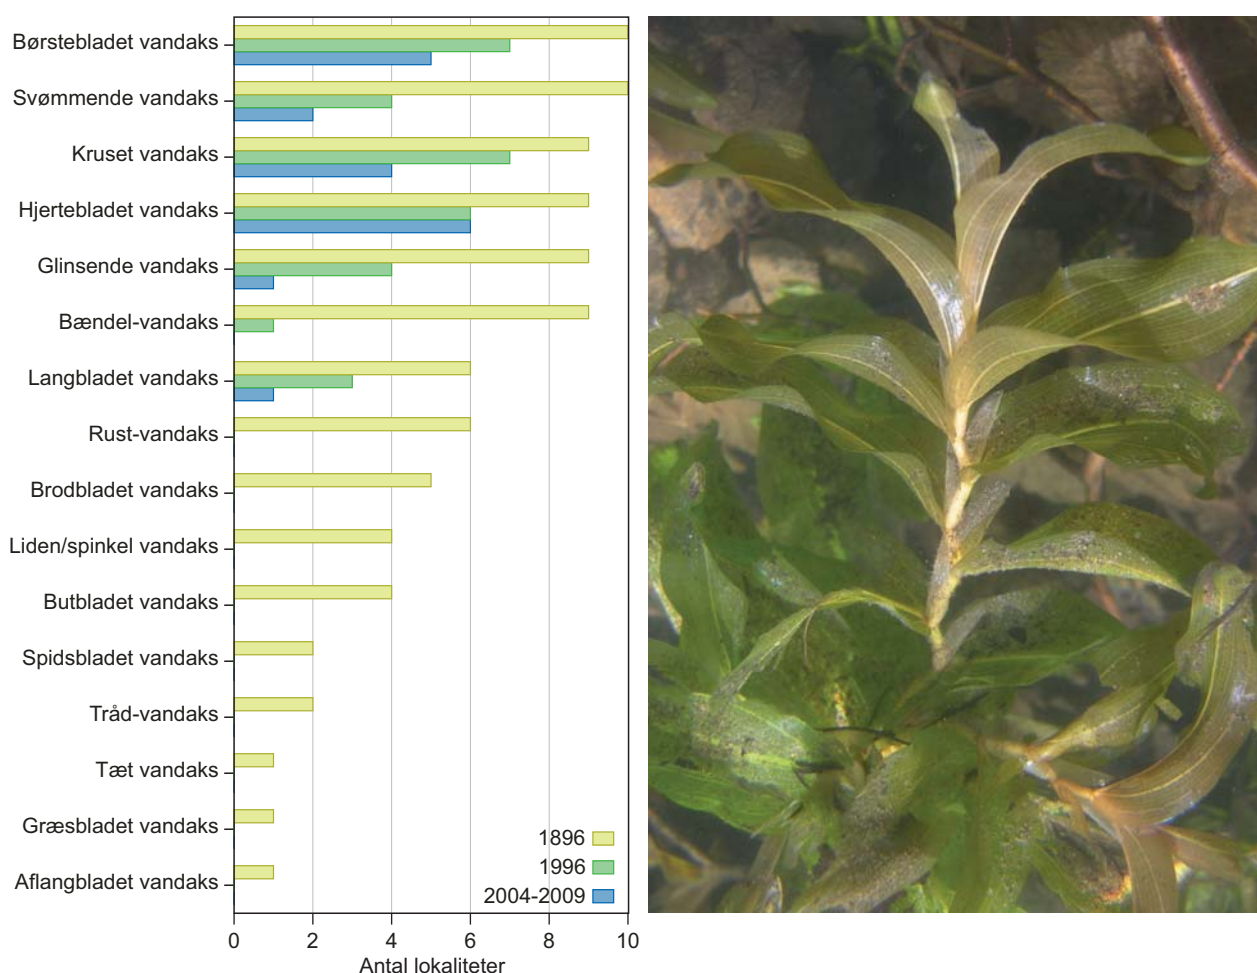 Børstebladet vandaks
Svømmende vandaks
Kruset vandaks
Hjertebladet vandaks
Glinsende vandaks
Bændel-vandaks
Langbladet vandaks
Rust-vandaks
Brodbladet vandaks
Liden/spinkel vandaks
Butbladet vandaks
Spidsbladet vandaks
Tråd-vandaks
Tæt vandaks
Græsbladet vandaks
Aflangbladet vandaks
1896
1996
2004-2009
0 2 4 6 8 10
Antal lokaliteter